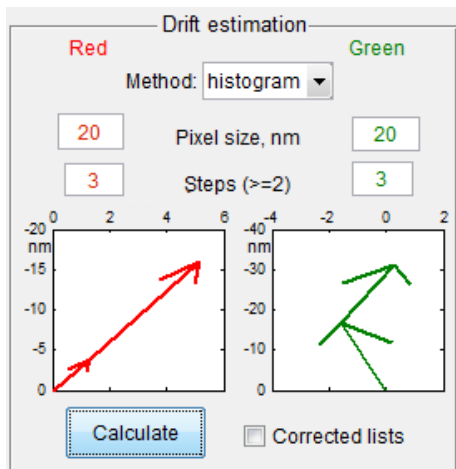 Drift estimation
Red Green
Method: histogram
20 Pixel size, nm 20
3 Steps (>=2) 3
0 2 4 6 -4 -2 0 2
-20 -40
nm nm
-15 -30
-10 -20
-5 -10
0 0
Calculate Corrected lists